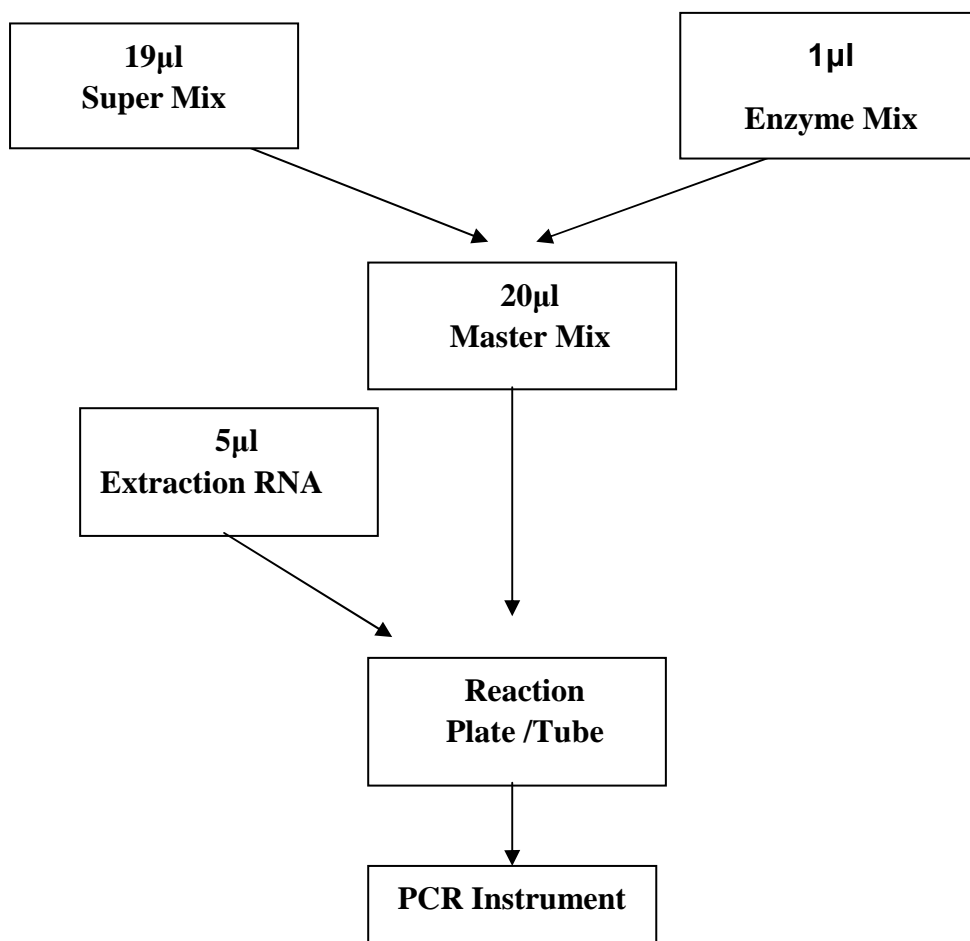 19μl
Super Mix
1μl
Enzyme Mix
20μl
Master Mix
5μl
Extraction RNA
Reaction
Plate /Tube
PCR Instrument